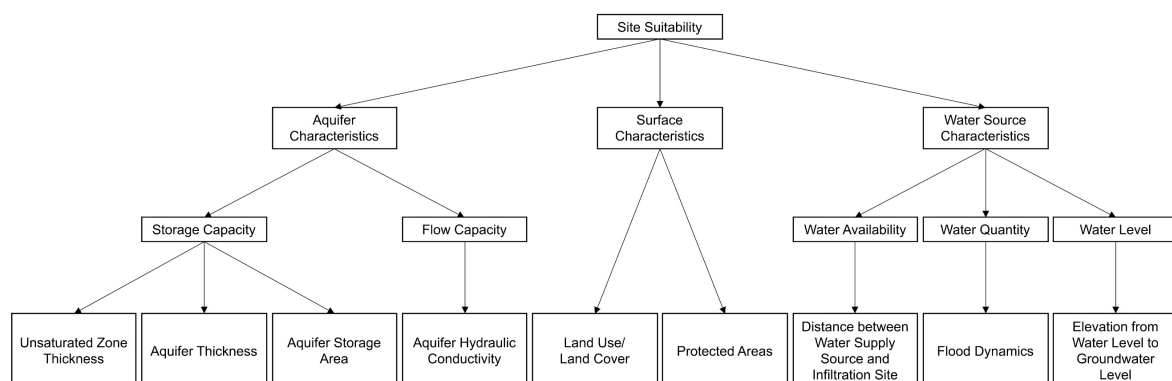 Site Suitability
Aquifer
Characteristics
Surface
Characteristics
Water Source
Characteristics
Storage Capacity
Flow Capacity
Water Availability
Water Quantity
Water Level
Unsaturated Zone
Thickness
Aquifer Thickness
Aquifer Storage
Area
Aquifer Hydraulic
Conductivity
Land Use/
Land Cover
Protected Areas
Distance between
Water Supply
Source and
Infiltration Site
Flood Dynamics
Elevation from
Water Level to
Groundwater
Level